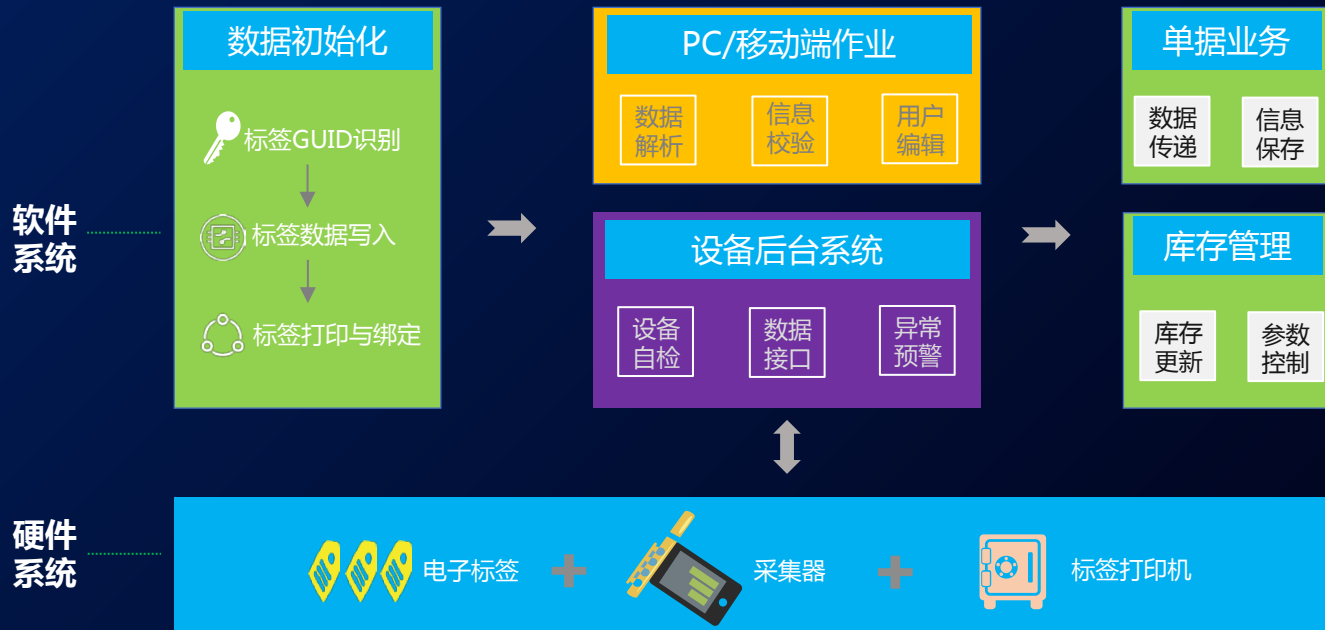 软件
系统
数据初始化
标签GUID识别
标签数据写入
标签打印与绑定
PC/移动端作业
数据
解析
信息
校验
用户
编辑
设备后台系统
设备
自检
数据
接口
异常
预警
单据业务
数据
传递
信息
保存
库存管理
库存
更新
参数
控制
硬件
系统
电子标签
采集器
标签打印机